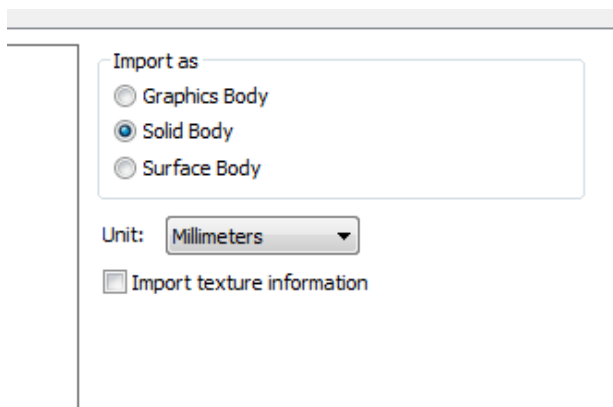 Import as
Graphics Body
Solid Body
Surface Body
Unit: Millimeters
Import texture information